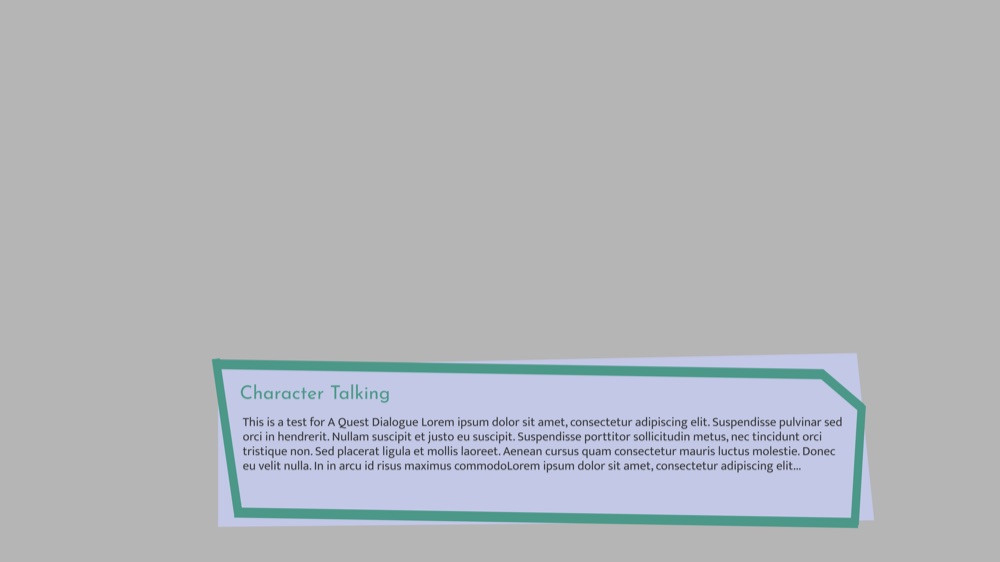 Character Talking
This is a test for A Quest Dialogue Lorem ipsum dolor sit amet, consectetur adipiscing elit. Suspendisse pulvinar sed
orci in hendrerit. Nullam suscipit et justo eu suscipit. Suspendisse porttitor sollicitudin metus, nec tincidunt orci
tristique non. Sed placerat ligula et mollis laoreet. Aenean cursus quam consectetur mauris luctus molestie. Donec
eu velit nulla. In in arcu id risus maximus commodoLorem ipsum dolor sit amet, consectetur adipiscing elit...